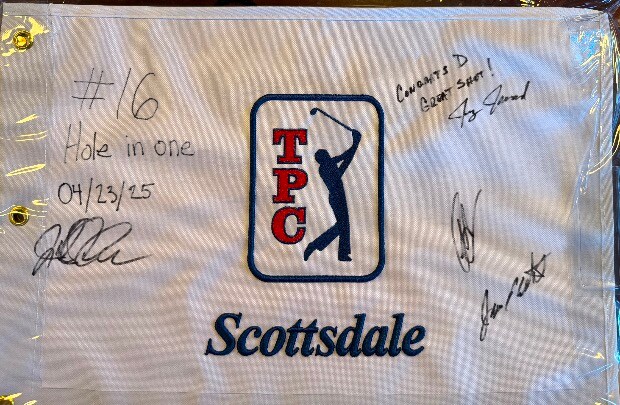 #16
Hole in one
04/23/25
CONGRATS D
GREAT SHOT!
TPC
Scottsdale